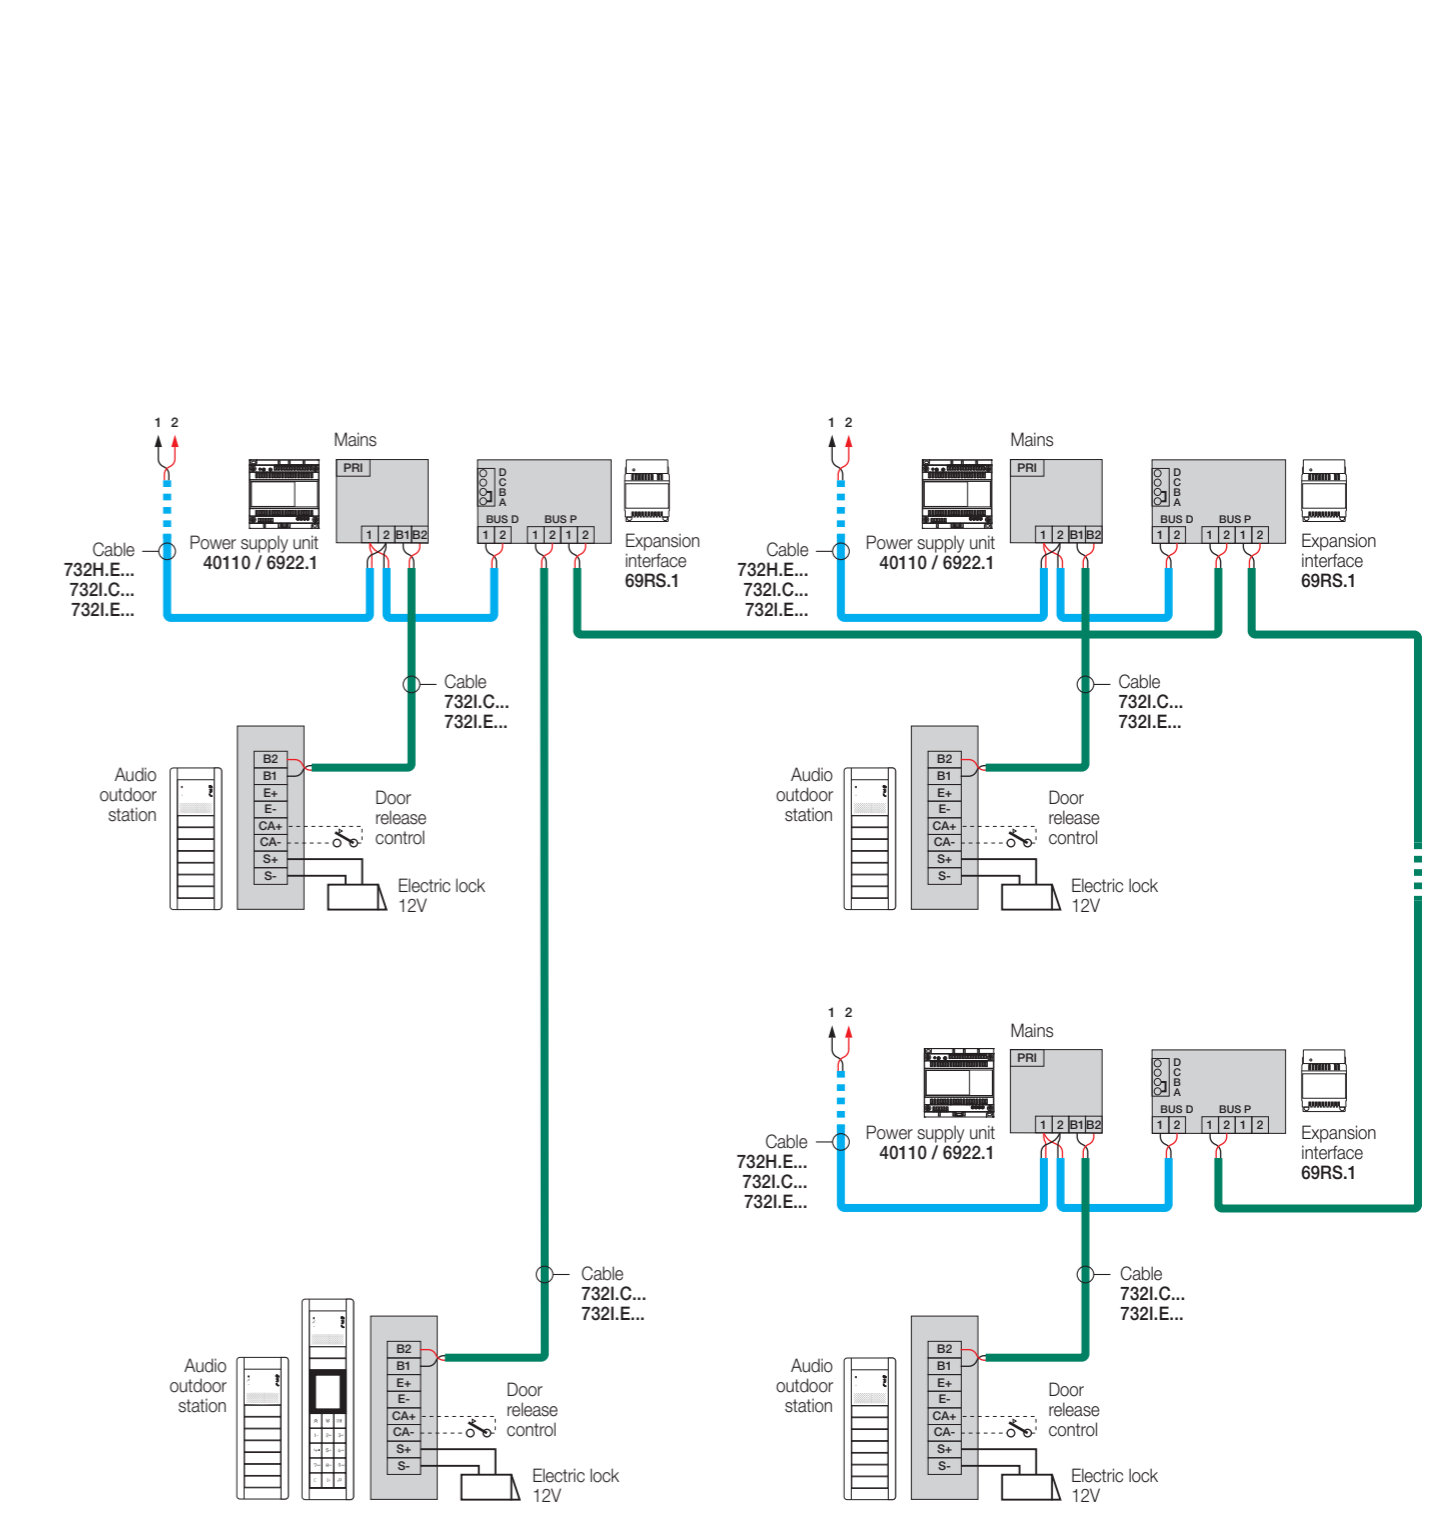 1 2
Mains
PRI
1 2 B1 B2
Power supply unit
40110 / 6922.1
Cable
732H.E...
732I.C...
732I.E...
D
C
B
A
BUS D BUS P
1 2 1 2 1 2
Expansion
interface
69RS.1
Cable
732I.C...
732I.E...
Audio
outdoor
station
B2
B1
E+
E-
CA+
CA-
S+
S-
Door
release
control
Electric lock
12V
1 2
Mains
PRI
1 2 B1 B2
Power supply unit
40110 / 6922.1
Cable
732H.E...
732I.C...
732I.E...
D
C
B
A
BUS D BUS P
1 2 1 2 1 2
Expansion
interface
69RS.1
Cable
732I.C...
732I.E...
Audio
outdoor
station
B2
B1
E+
E-
CA+
CA-
S+
S-
Door
release
control
Electric lock
12V
1 2
Mains
PRI
1 2 B1 B2
Power supply unit
40110 / 6922.1
Cable
732H.E...
732I.C...
732I.E...
D
C
B
A
BUS D BUS P
1 2 1 2 1 2
Expansion
interface
69RS.1
Cable
732I.C...
732I.E...
Audio
outdoor
station
B2
B1
E+
E-
CA+
CA-
S+
S-
Door
release
control
Electric lock
12V
Cable
732I.C...
732I.E...
Audio
outdoor
station
B2
B1
E+
E-
CA+
CA-
S+
S-
Door
release
control
Electric lock
12V